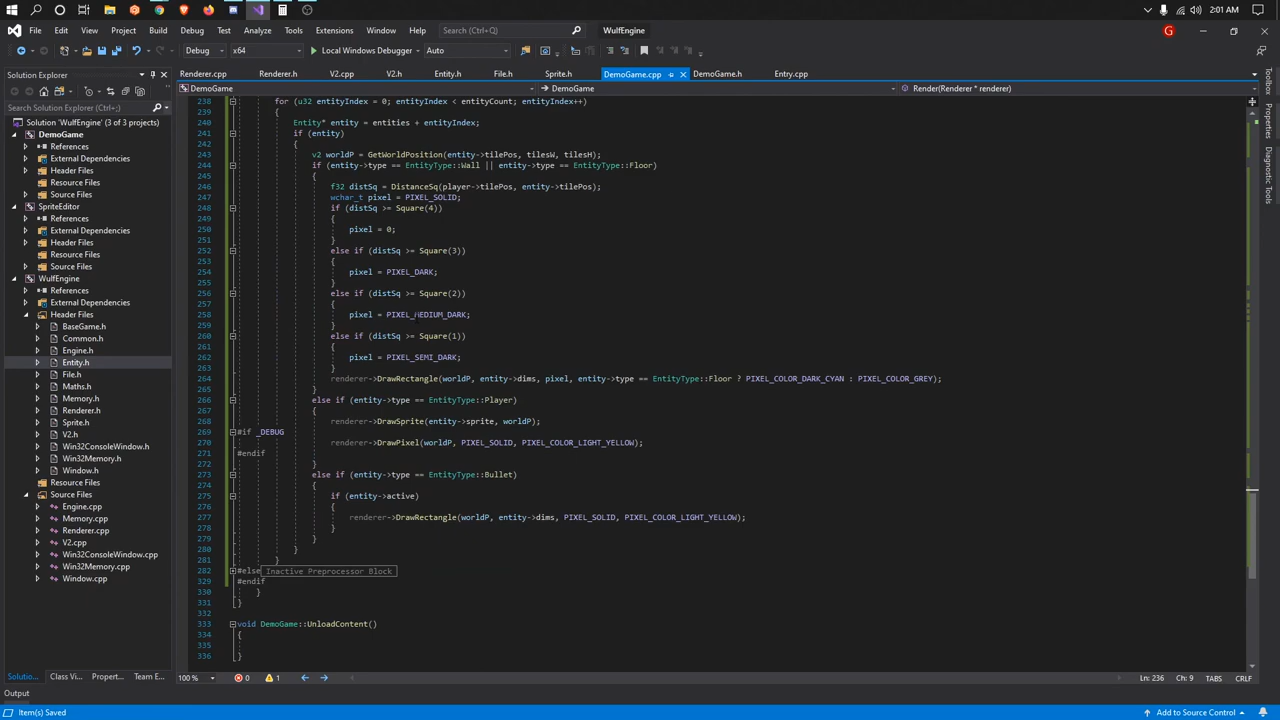 2:01 AM
File Edit View Project Build Debug Test Analyze Tools Extensions Window Help Search (Ctrl+Q) WulfEngine
Debug x64 Local Windows Debugger Auto
Solution Explorer
Renderer.cpp Renderer.h V2.cpp V2.h Entity.h File.h Sprite.h DemoGame.cpp DemoGame.h Entry.cpp
DemoGame DemoGame Render(Renderer * renderer)
Search Solution Explorer (Ctrl+;)
Solution 'WulfEngine' (3 of 3 projects)
DemoGame
References
External Dependencies
Header Files
Resource Files
Source Files
SpriteEditor
References
External Dependencies
Header Files
Resource Files
Source Files
WulfEngine
References
External Dependencies
Header Files
BaseGame.h
Common.h
Engine.h
Entity.h
File.h
Maths.h
Memory.h
Renderer.h
Sprite.h
V2.h
Win32ConsoleWindow.h
Win32Memory.h
Window.h
Resource Files
Source Files
Engine.cpp
Memory.cpp
Renderer.cpp
V2.cpp
Win32ConsoleWindow.cpp
Win32Memory.cpp
Window.cpp
238 for (u32 entityIndex = 0; entityIndex < entityCount; entityIndex++)
239 {
240 Entity* entity = entities + entityIndex;
241 if (entity)
242 {
243 v2 worldP = GetWorldPosition(entity->tilePos, tilesW, tilesH);
244 if (entity->type == EntityType::Wall || entity->type == EntityType::Floor)
245 {
246 f32 distSq = DistanceSq(player->tilePos, entity->tilePos);
247 wchar_t pixel = PIXEL_SOLID;
248 if (distSq >= Square(4))
249 {
250 pixel = 0;
251 }
252 else if (distSq >= Square(3))
253 {
254 pixel = PIXEL_DARK;
255 }
256 else if (distSq >= Square(2))
257 {
258 pixel = PIXEL_MEDIUM_DARK;
259 }
260 else if (distSq >= Square(1))
261 {
262 pixel = PIXEL_SEMI_DARK;
263 }
264 renderer->DrawRectangle(worldP, entity->dims, pixel, entity->type == EntityType::Floor ? PIXEL_COLOR_DARK_CYAN : PIXEL_COLOR_GREY);
265 }
266 else if (entity->type == EntityType::Player)
267 {
268 renderer->DrawSprite(entity->sprite, worldP);
269 #if _DEBUG
270 renderer->DrawPixel(worldP, PIXEL_SOLID, PIXEL_COLOR_LIGHT_YELLOW);
271 #endif
272 }
273 else if (entity->type == EntityType::Bullet)
274 {
275 if (entity->active)
276 {
277 renderer->DrawRectangle(worldP, entity->dims, PIXEL_SOLID, PIXEL_COLOR_LIGHT_YELLOW);
278 }
279 }
280 }
281 }
282 #else Inactive Preprocessor Block
329 #endif
330 }
331 }
332
333 void DemoGame::UnloadContent()
334 {
335
336 }
Toolbox
Diagnostic Tools
Solutio... Class Vi... Propert... Team E...
100 % 0 1 Ln: 236 Ch: 9 TABS CRLF
Output
Item(s) Saved Add to Source Control